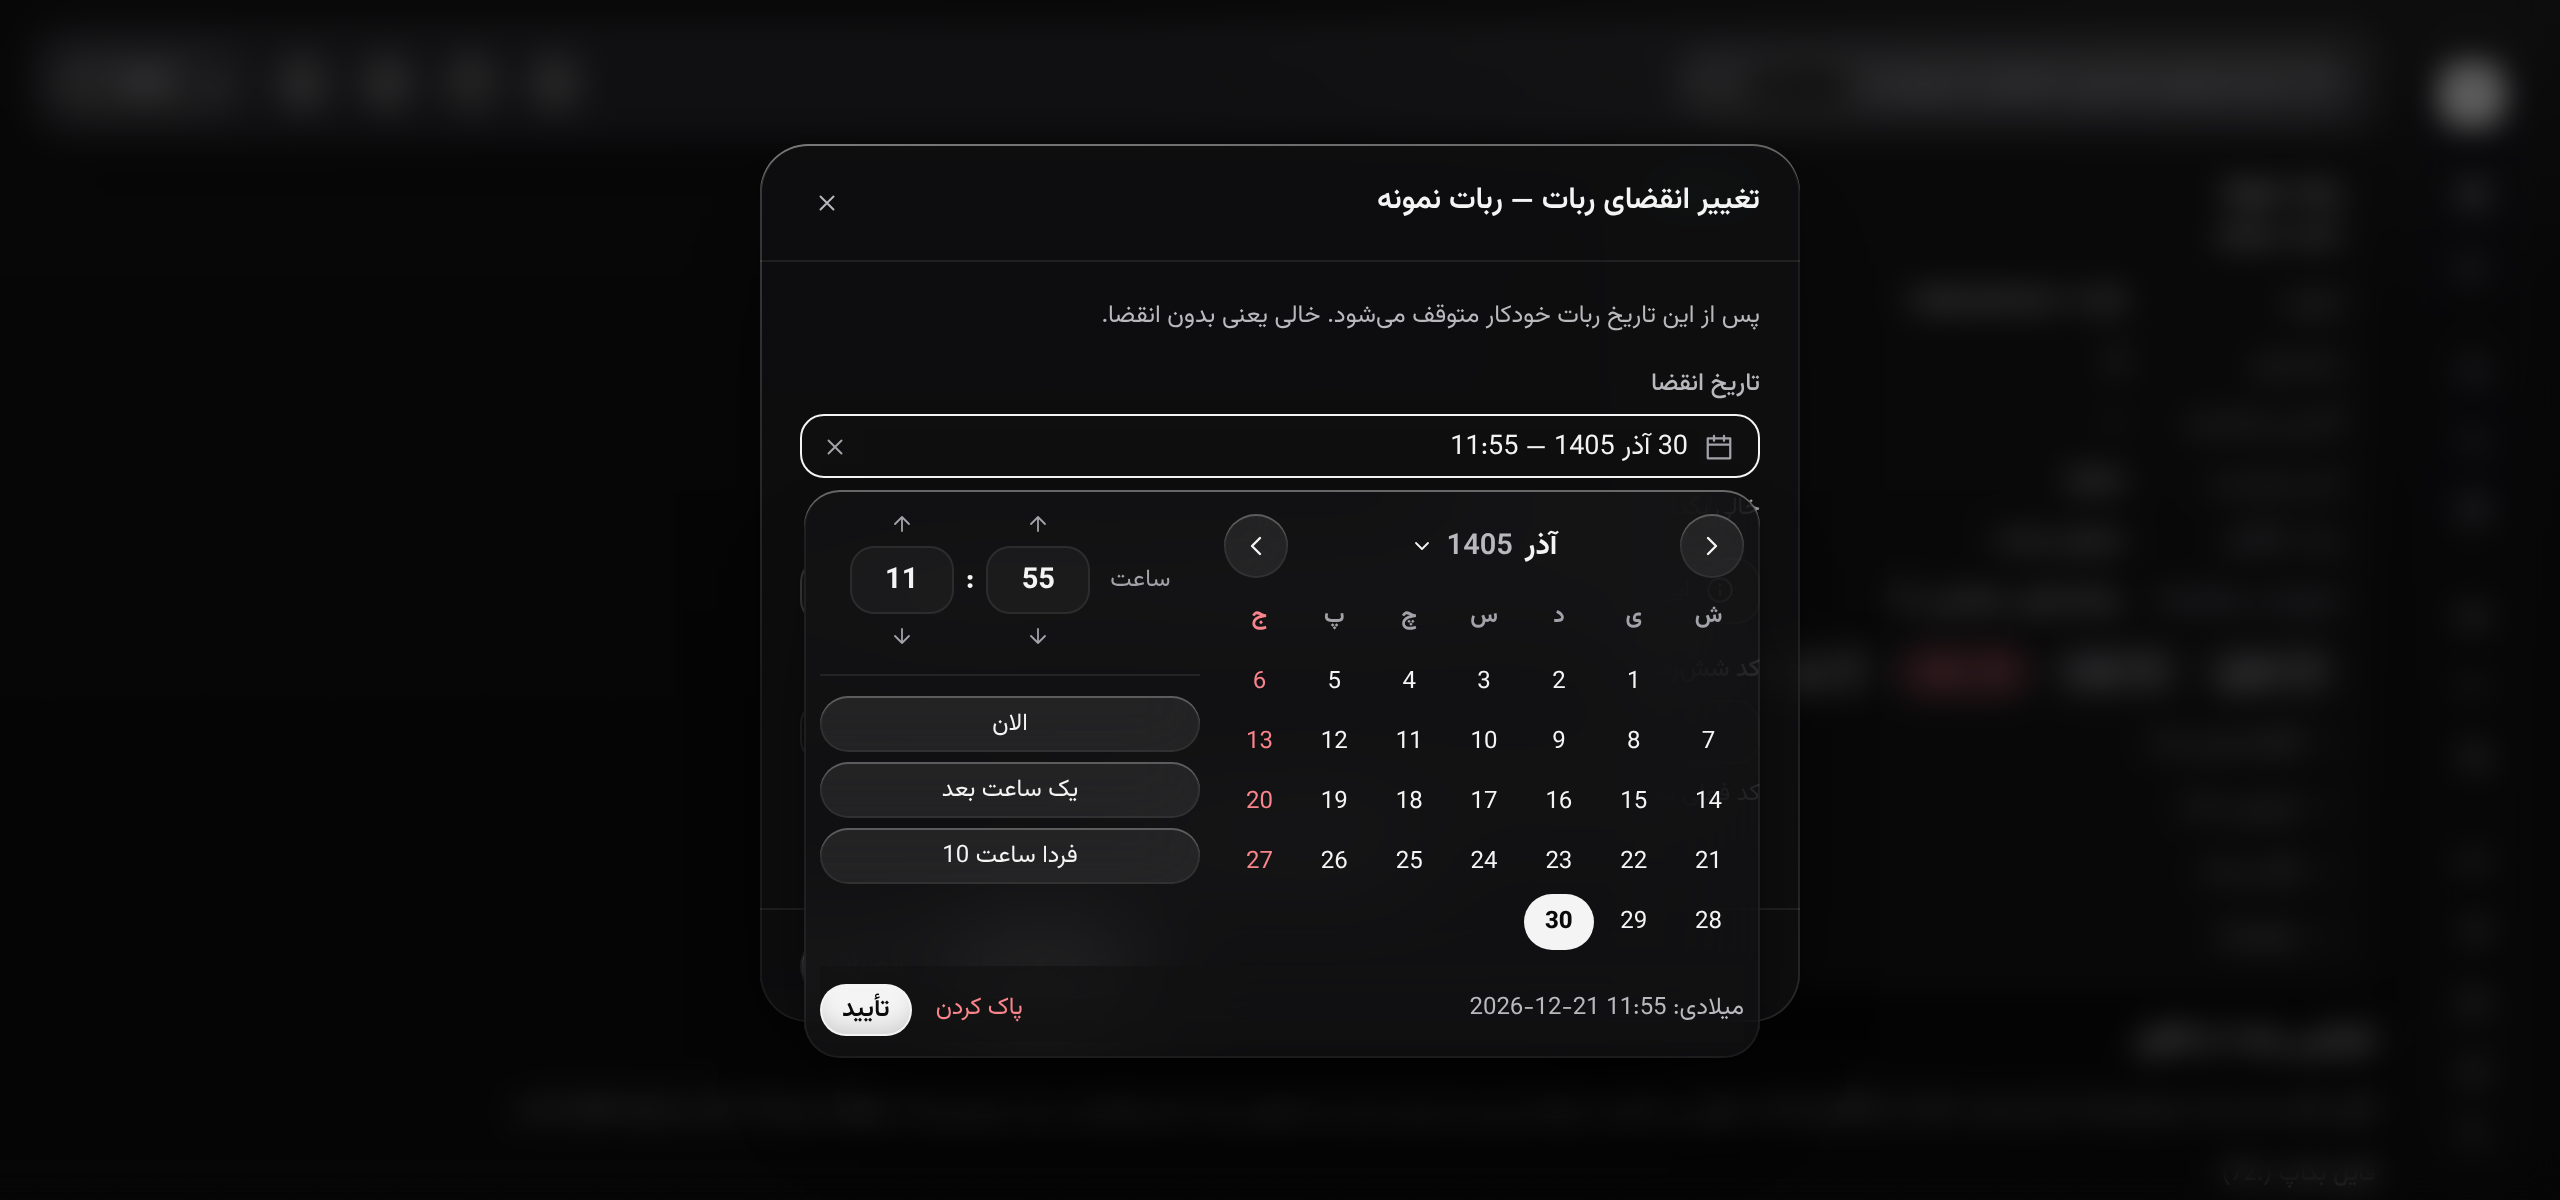 تغییر انقضای ربات — ربات نمونه
پس از این تاریخ ربات خودکار متوقف می‌شود. خالی یعنی بدون انقضا.
تاریخ انقضا
30 آذر 1405 — 11:55
آذر 1405
ش ی د س چ پ ج
1 2 3 4 5 6
7 8 9 10 11 12 13
14 15 16 17 18 19 20
21 22 23 24 25 26 27
28 29 30
ساعت 11 : 55
الان
یک ساعت بعد
فردا ساعت 10
میلادی: 2026-12-21 11:55
پاک کردن
تأیید